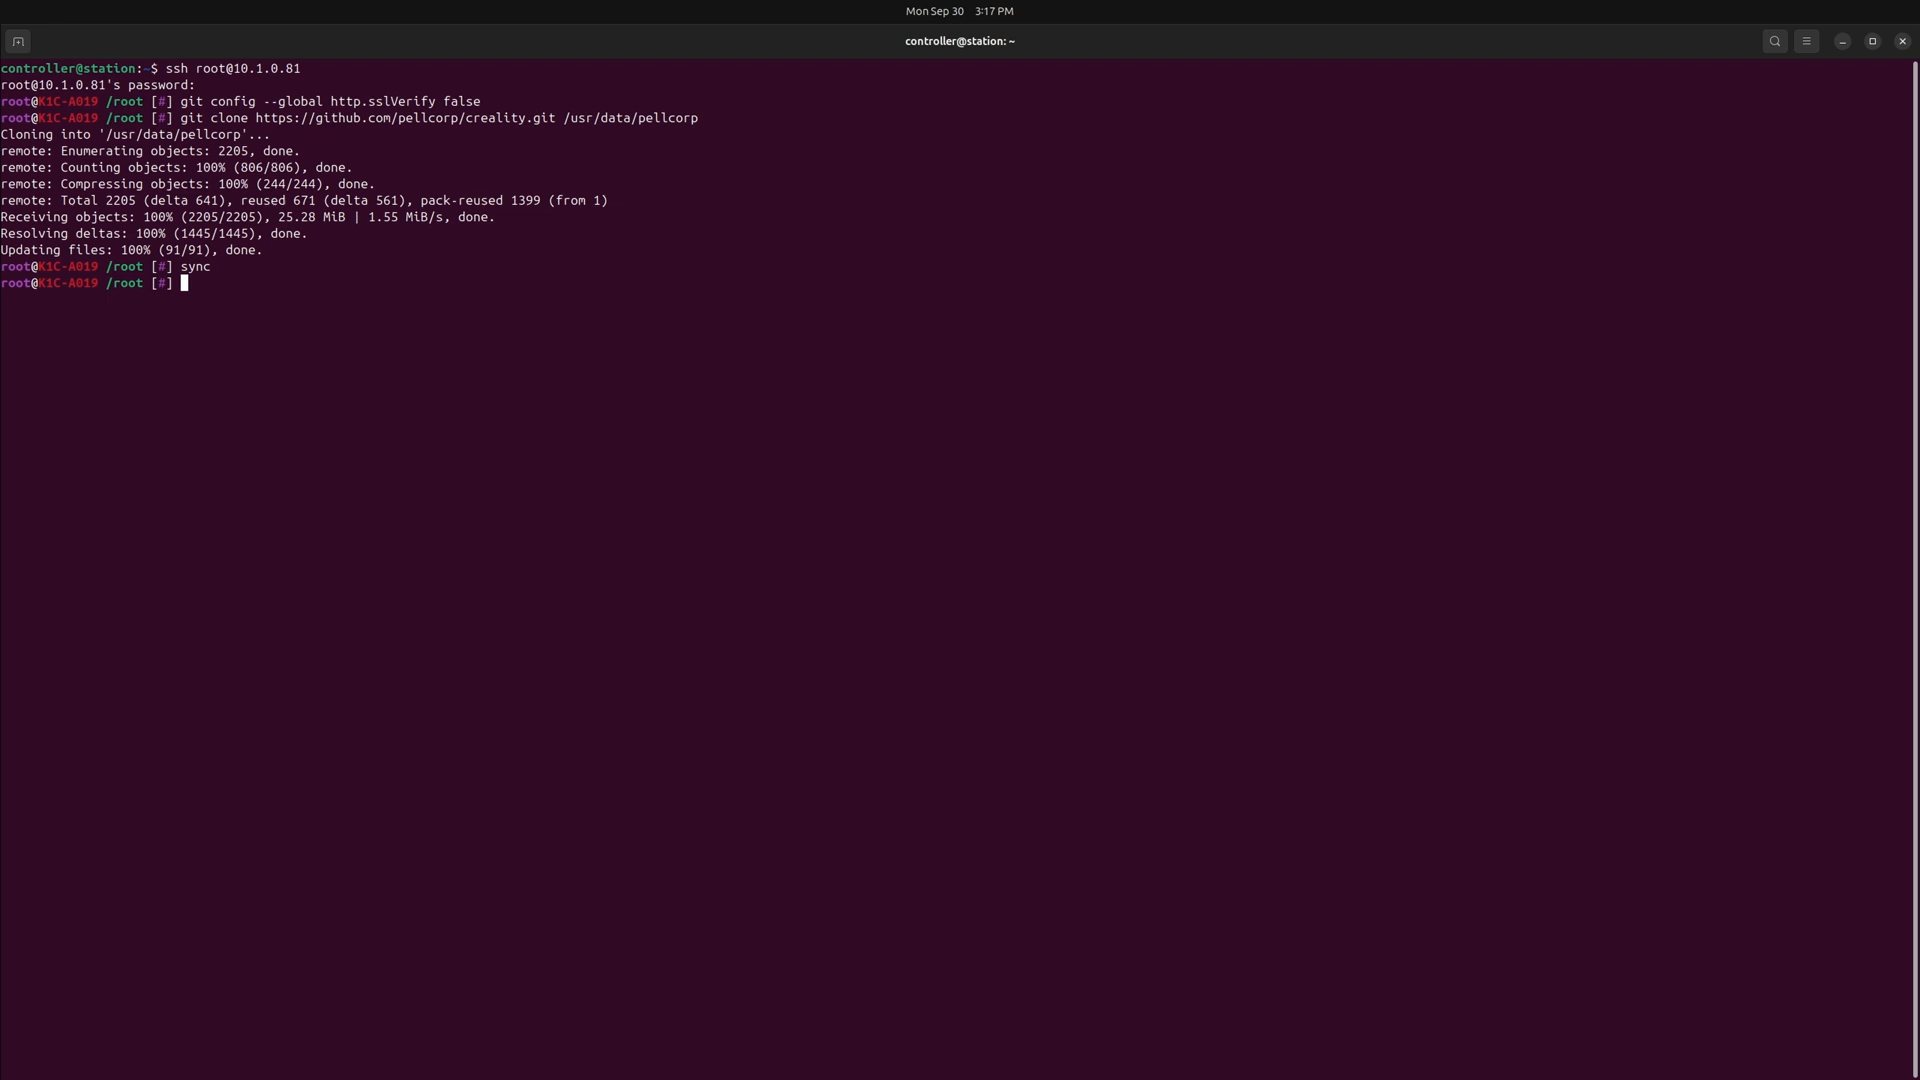 Mon Sep 30 3:17 PM
controller@station: ~
controller@station:~$ ssh root@10.1.0.81
root@10.1.0.81's password:
root@K1C-A019 /root [#] git config --global http.sslVerify false
root@K1C-A019 /root [#] git clone https://github.com/pellcorp/creality.git /usr/data/pellcorp
Cloning into '/usr/data/pellcorp'...
remote: Enumerating objects: 2205, done.
remote: Counting objects: 100% (806/806), done.
remote: Compressing objects: 100% (244/244), done.
remote: Total 2205 (delta 641), reused 671 (delta 561), pack-reused 1399 (from 1)
Receiving objects: 100% (2205/2205), 25.28 MiB | 1.55 MiB/s, done.
Resolving deltas: 100% (1445/1445), done.
Updating files: 100% (91/91), done.
root@K1C-A019 /root [#] sync
root@K1C-A019 /root [#]